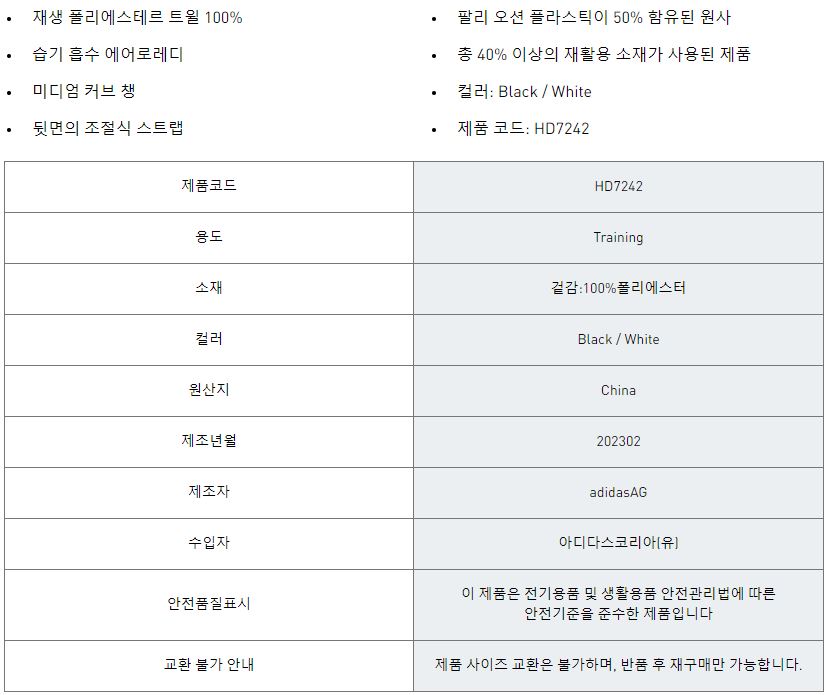 • 재생 폴리에스테르 트윌 100%
• 습기 흡수 에어로레디
• 미디엄 커브 챙
• 뒷면의 조절식 스트랩
• 팔리 오션 플라스틱이 50% 함유된 원사
• 총 40% 이상의 재활용 소재가 사용된 제품
• 컬러: Black / White
• 제품 코드: HD7242
제품코드 HD7242
용도 Training
소재 겉감:100%폴리에스터
컬러 Black / White
원산지 China
제조년월 202302
제조자 adidasAG
수입자 아디다스코리아(유)
안전품질표시 이 제품은 전기용품 및 생활용품 안전관리법에 따른
안전기준을 준수한 제품입니다
교환 불가 안내 제품 사이즈 교환은 불가하며, 반품 후 재구매만 가능합니다.